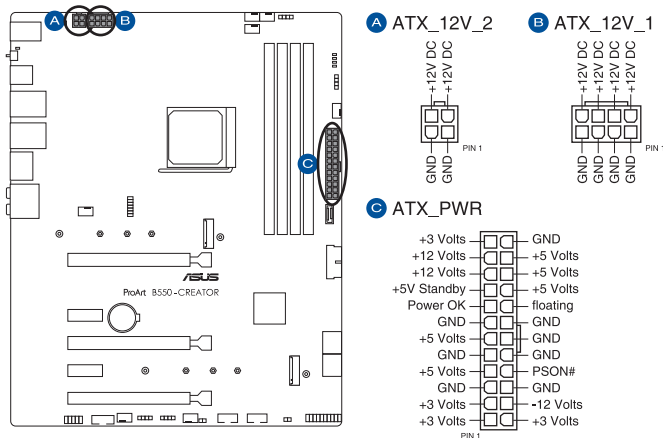 A B
C
ASUS
ProArt B550-CREATOR
A ATX_12V_2
+12V DC
+12V DC
PIN 1
GND
GND
B ATX_12V_1
+12V DC
+12V DC
+12V DC
+12V DC
PIN 1
GND
GND
GND
GND
C ATX_PWR
+3 Volts GND
+12 Volts +5 Volts
+12 Volts +5 Volts
+5V Standby +5 Volts
Power OK floating
GND GND
+5 Volts GND
GND GND
+5 Volts PSON#
GND GND
+3 Volts -12 Volts
+3 Volts +3 Volts
PIN 1